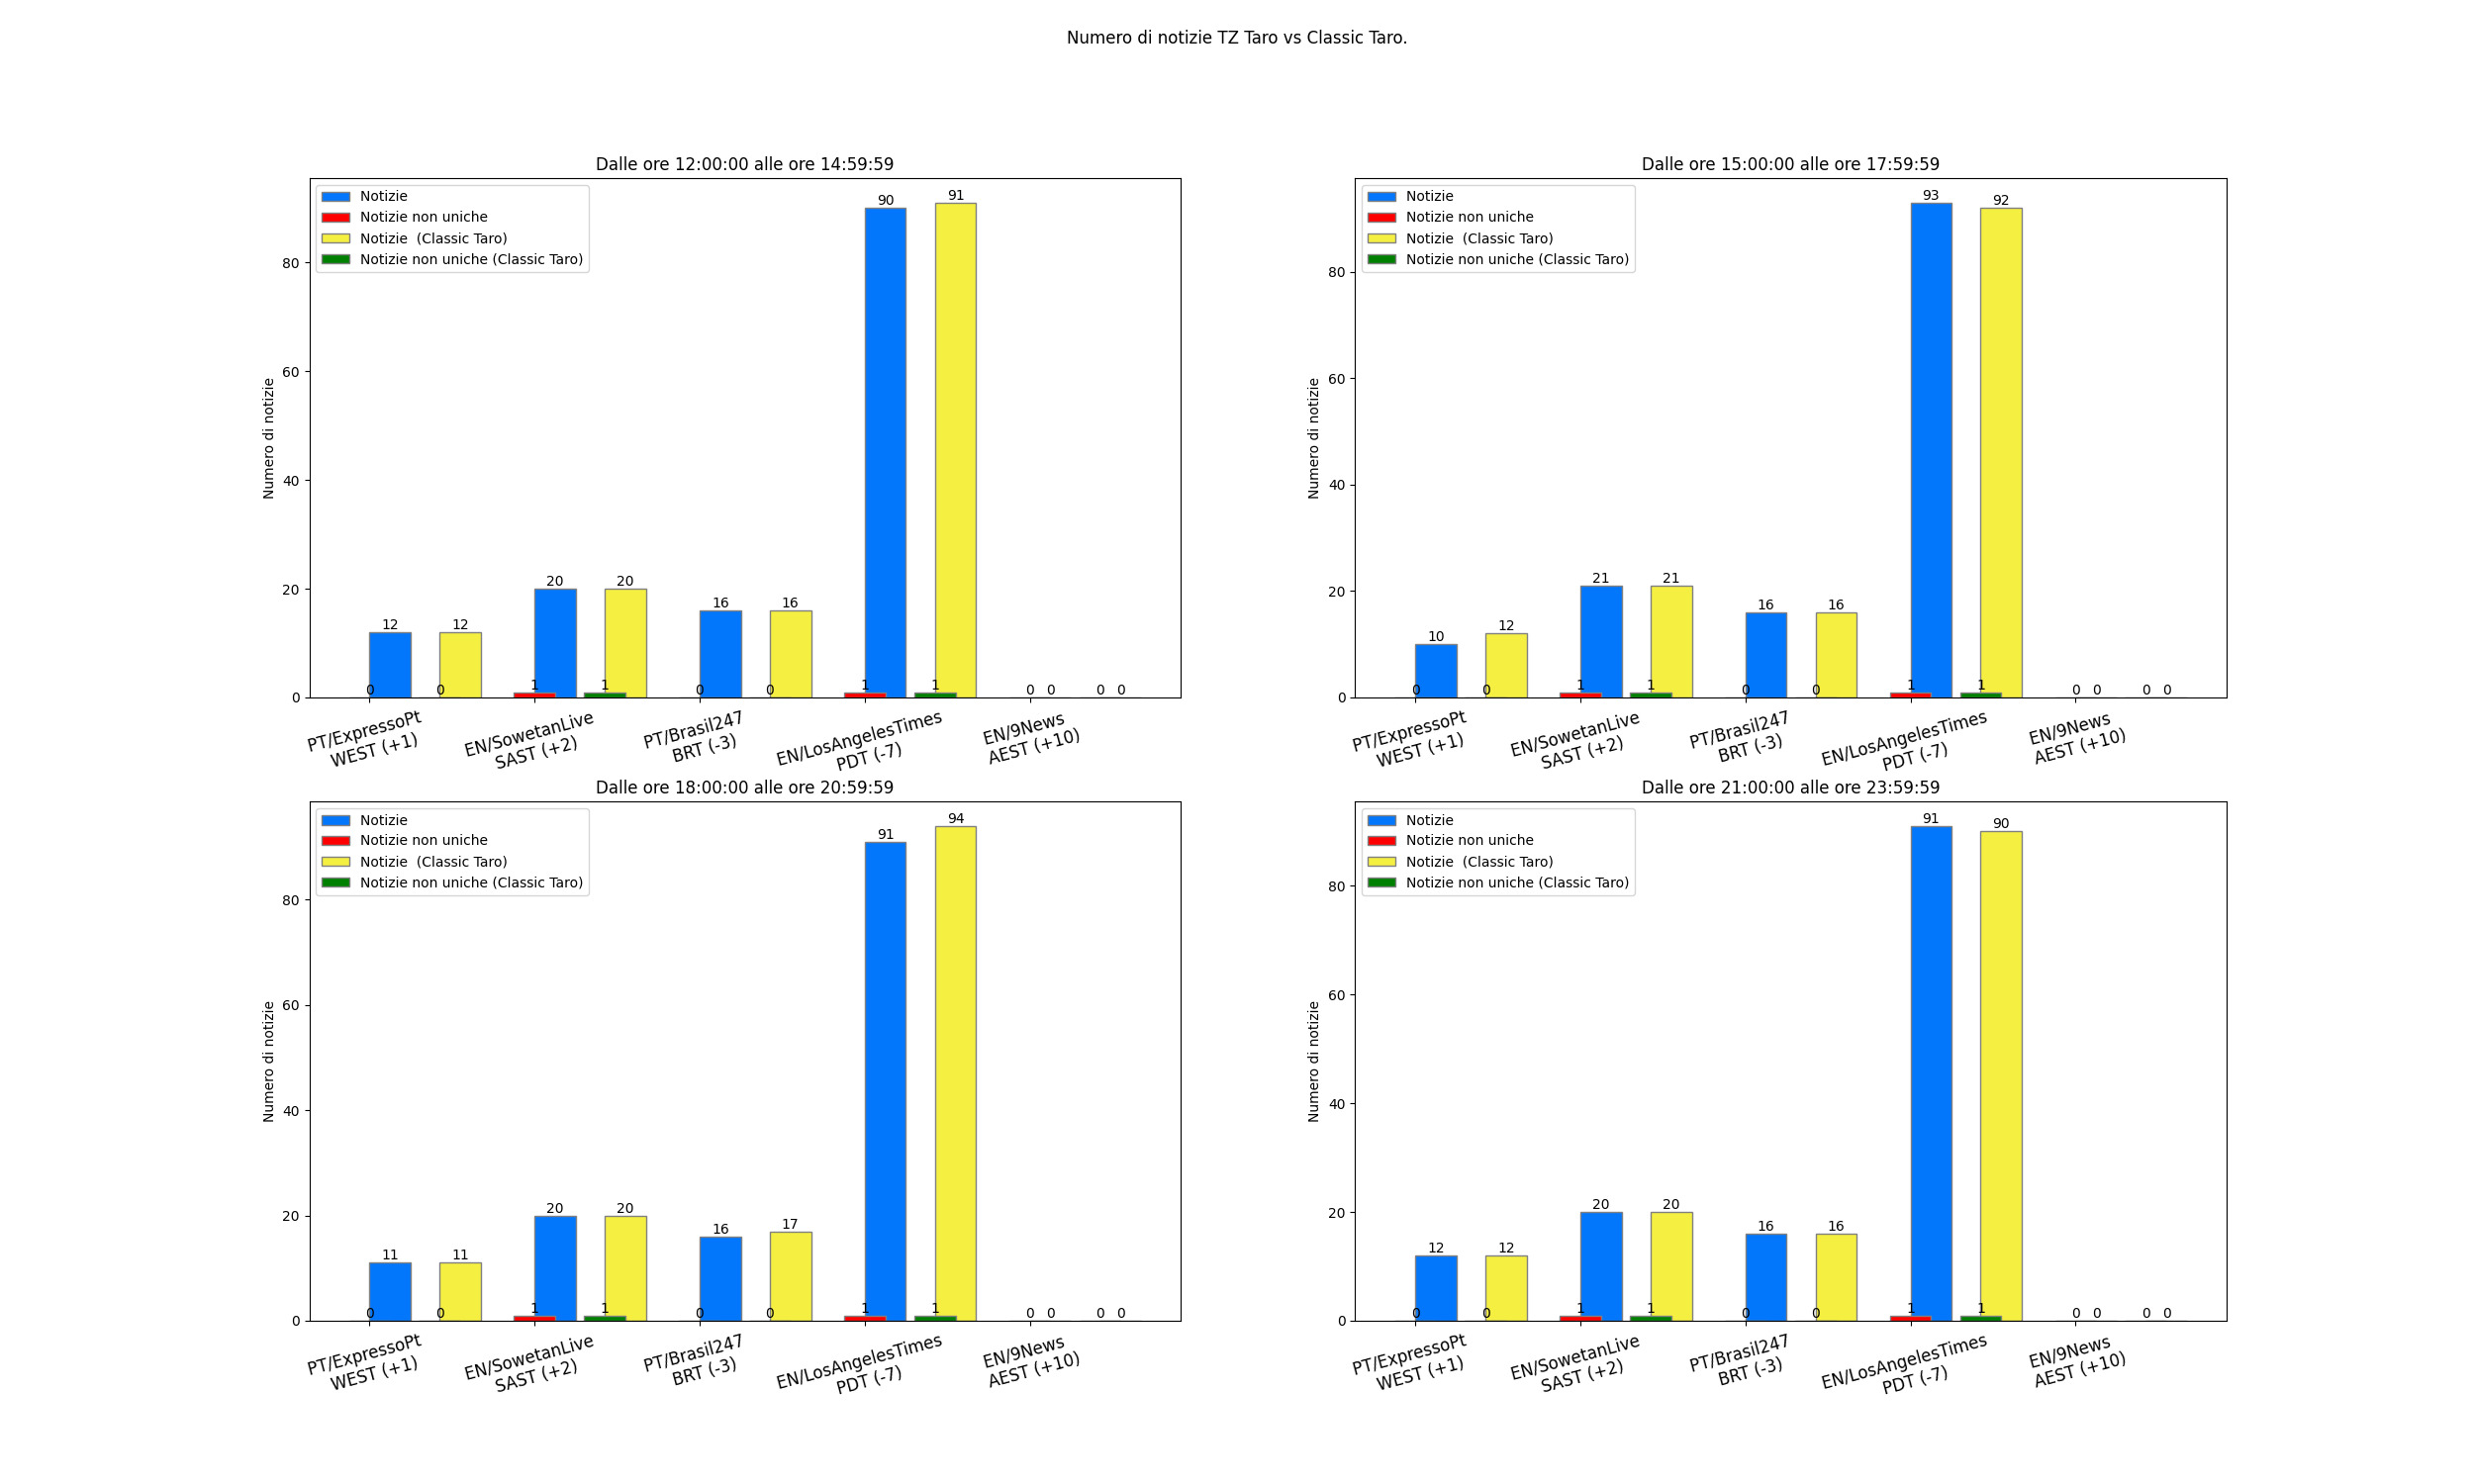 Numero di notizie TZ Taro vs Classic Taro.
Dalle ore 12:00:00 alle ore 14:59:59
Notizie
Notizie non uniche
Notizie  (Classic Taro)
Notizie non uniche (Classic Taro)
Numero di notizie
80
60
40
20
0
12 12 20 20 16 16 90 91
0 0 1 1 0 0 1 1 0 0 0 0
PT/ExpressoPt
WEST (+1)
EN/SowetanLive
SAST (+2)
PT/Brasil247
BRT (-3)
EN/LosAngelesTimes
PDT (-7)
EN/9News
AEST (+10)
Dalle ore 15:00:00 alle ore 17:59:59
Notizie
Notizie non uniche
Notizie  (Classic Taro)
Notizie non uniche (Classic Taro)
Numero di notizie
80
60
40
20
0
10 12 21 21 16 16 93 92
0 0 1 1 0 0 1 1 0 0 0 0
PT/ExpressoPt
WEST (+1)
EN/SowetanLive
SAST (+2)
PT/Brasil247
BRT (-3)
EN/LosAngelesTimes
PDT (-7)
EN/9News
AEST (+10)
Dalle ore 18:00:00 alle ore 20:59:59
Notizie
Notizie non uniche
Notizie  (Classic Taro)
Notizie non uniche (Classic Taro)
Numero di notizie
80
60
40
20
0
11 11 20 20 16 17 91 94
0 0 1 1 0 0 1 1 0 0 0 0
PT/ExpressoPt
WEST (+1)
EN/SowetanLive
SAST (+2)
PT/Brasil247
BRT (-3)
EN/LosAngelesTimes
PDT (-7)
EN/9News
AEST (+10)
Dalle ore 21:00:00 alle ore 23:59:59
Notizie
Notizie non uniche
Notizie  (Classic Taro)
Notizie non uniche (Classic Taro)
Numero di notizie
80
60
40
20
0
12 12 20 20 16 16 91 90
0 0 1 1 0 0 1 1 0 0 0 0
PT/ExpressoPt
WEST (+1)
EN/SowetanLive
SAST (+2)
PT/Brasil247
BRT (-3)
EN/LosAngelesTimes
PDT (-7)
EN/9News
AEST (+10)